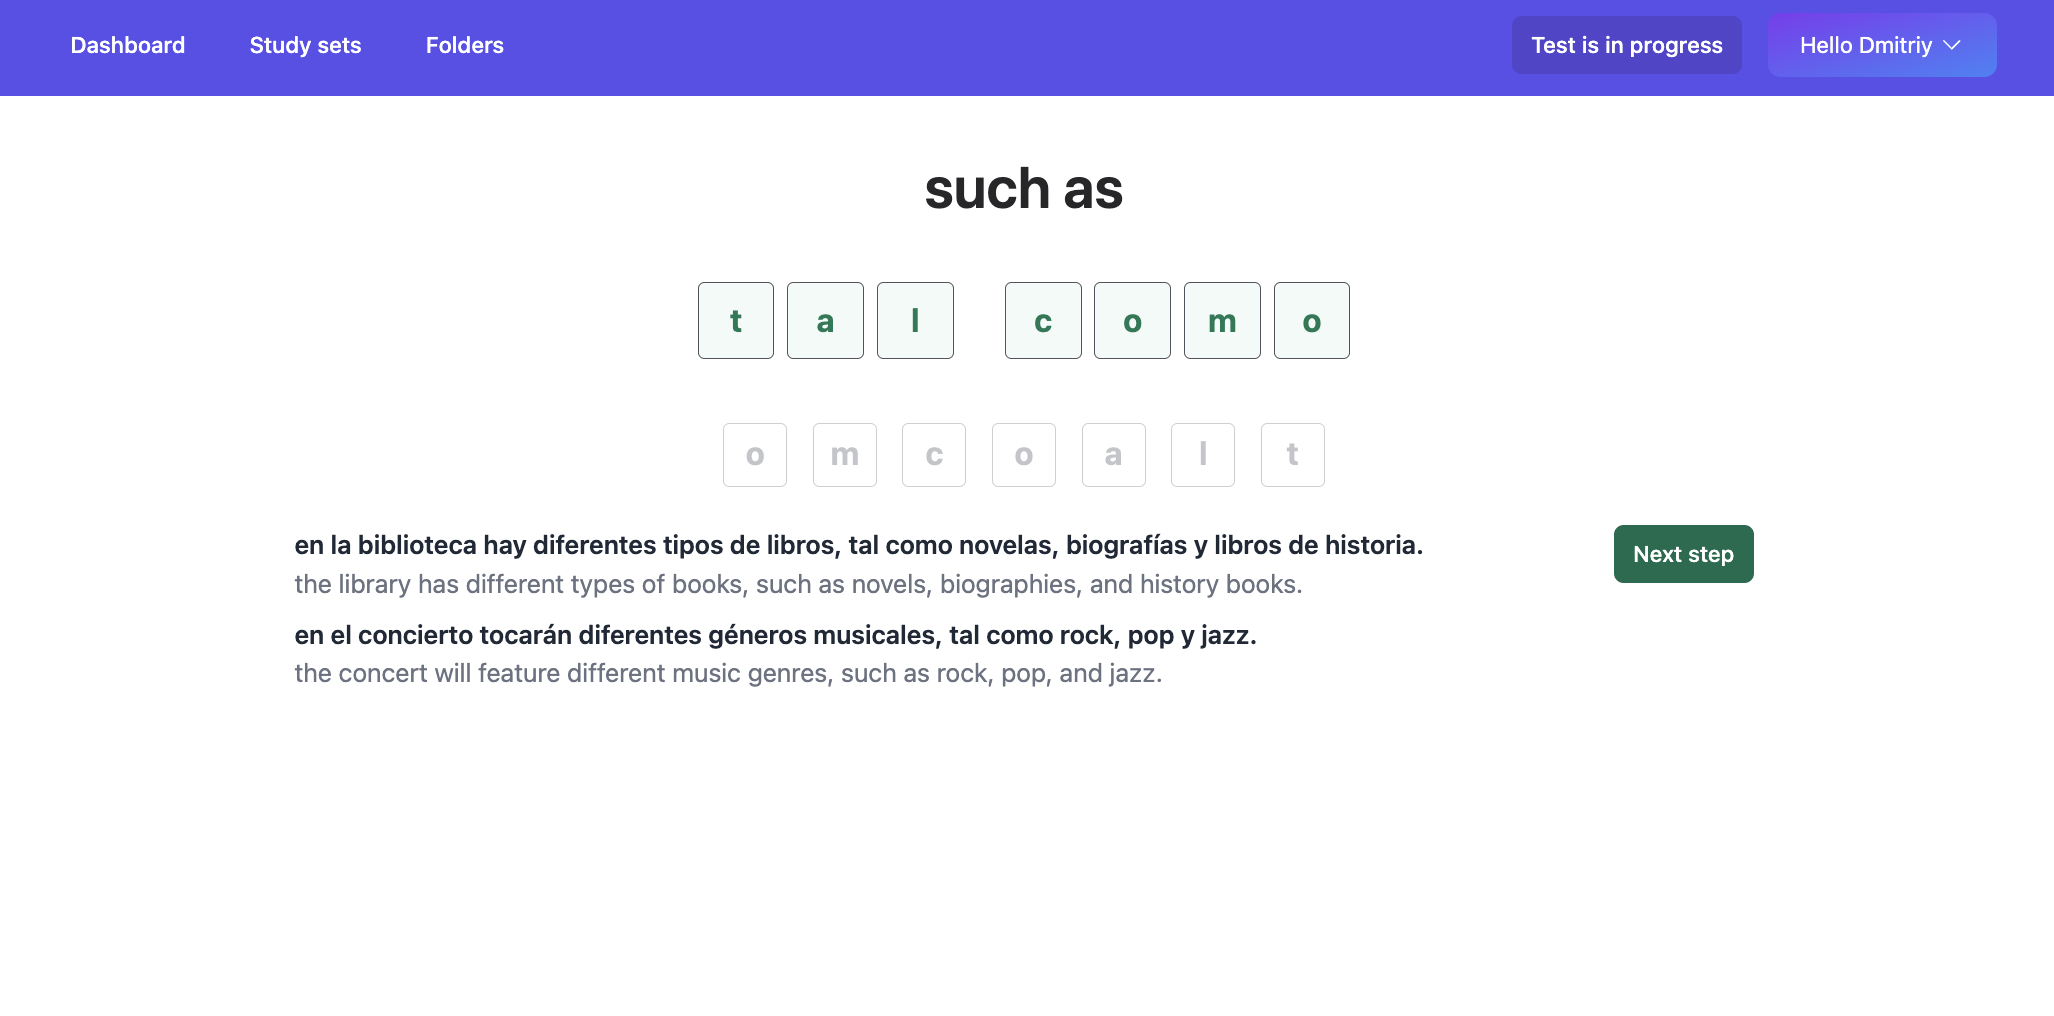 Dashboard Study sets Folders Test is in progress Hello Dmitriy
such as
t a l c o m o
o m c o a l t
en la biblioteca hay diferentes tipos de libros, tal como novelas, biografías y libros de historia.
Next step
the library has different types of books, such as novels, biographies, and history books.
en el concierto tocarán diferentes géneros musicales, tal como rock, pop y jazz.
the concert will feature different music genres, such as rock, pop, and jazz.